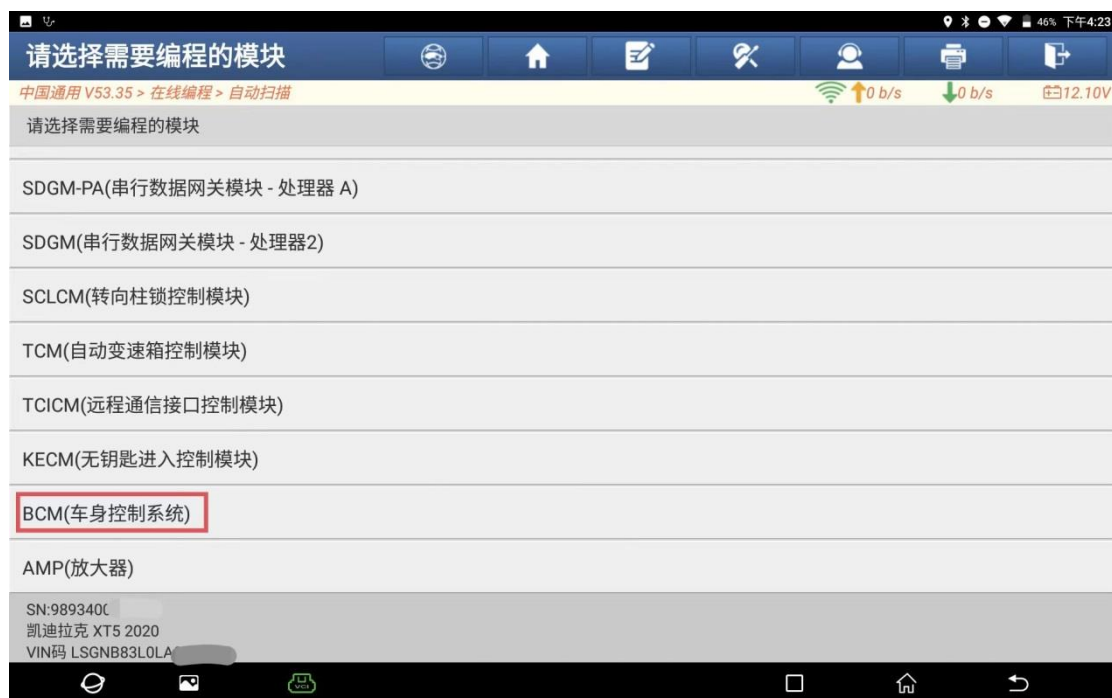 46% 下午4:23
请选择需要编程的模块
中国通用 V53.35 > 在线编程 > 自动扫描
0 b/s 0 b/s 12.10V
请选择需要编程的模块
SDGM-PA(串行数据网关模块 - 处理器 A)
SDGM(串行数据网关模块 - 处理器2)
SCLCM(转向柱锁控制模块)
TCM(自动变速箱控制模块)
TCICM(远程通信接口控制模块)
KECM(无钥匙进入控制模块)
BCM(车身控制系统)
AMP(放大器)
SN:989340
凯迪拉克 XT5 2020
VIN码 LSGNB83L0LA
VCI